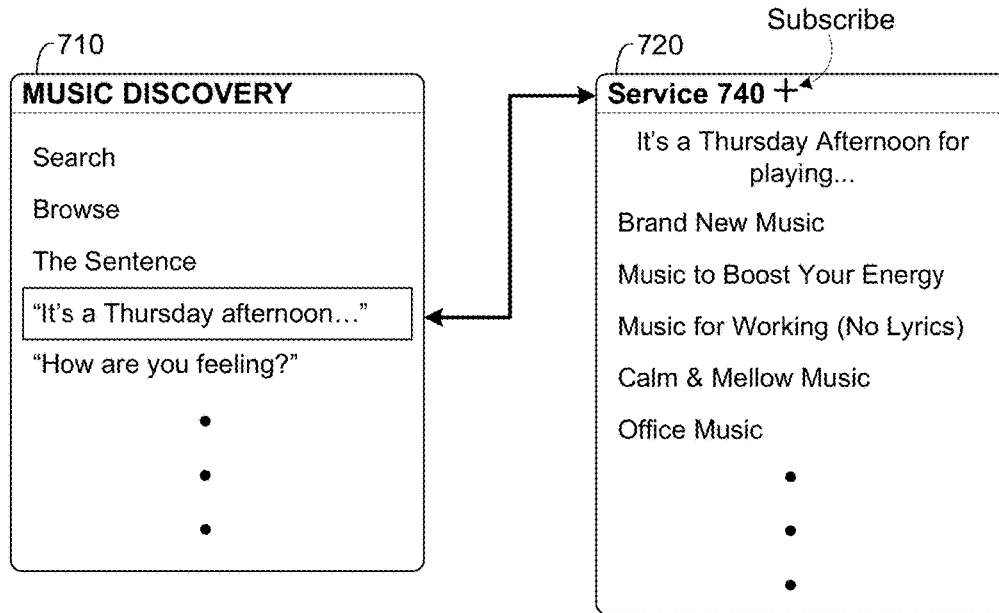 Subscribe
710
720
MUSIC DISCOVERY
Service 740 +
Search
Browse
The Sentence
“It’s a Thursday afternoon…”
“How are you feeling?”
It’s a Thursday Afternoon for
playing...
Brand New Music
Music to Boost Your Energy
Music for Working (No Lyrics)
Calm & Mellow Music
Office Music